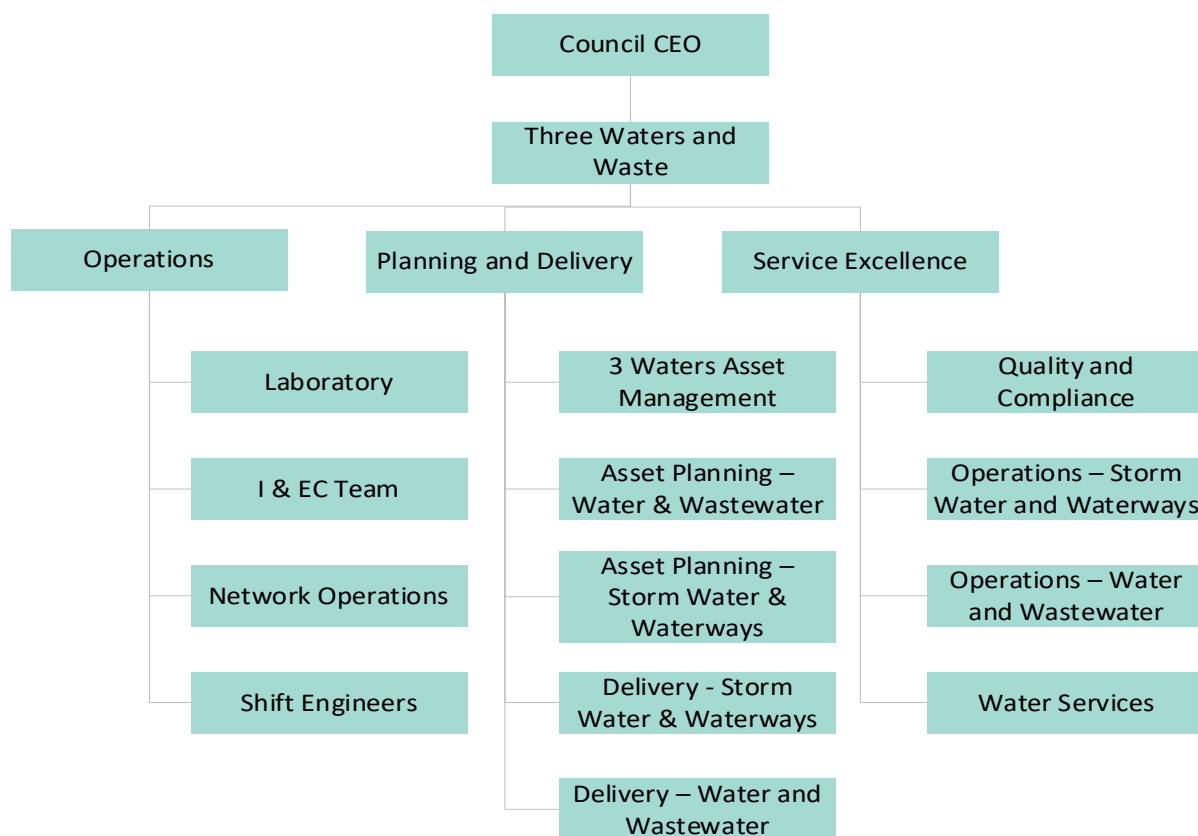 Council CEO
Three Waters and
Waste
Operations
Planning and Delivery
Service Excellence
Laboratory
I & EC Team
Network Operations
Shift Engineers
3 Waters Asset
Management
Asset Planning –
Water & Wastewater
Asset Planning –
Storm Water &
Waterways
Delivery - Storm
Water & Waterways
Delivery – Water and
Wastewater
Quality and
Compliance
Operations – Storm
Water and Waterways
Operations – Water
and Wastewater
Water Services